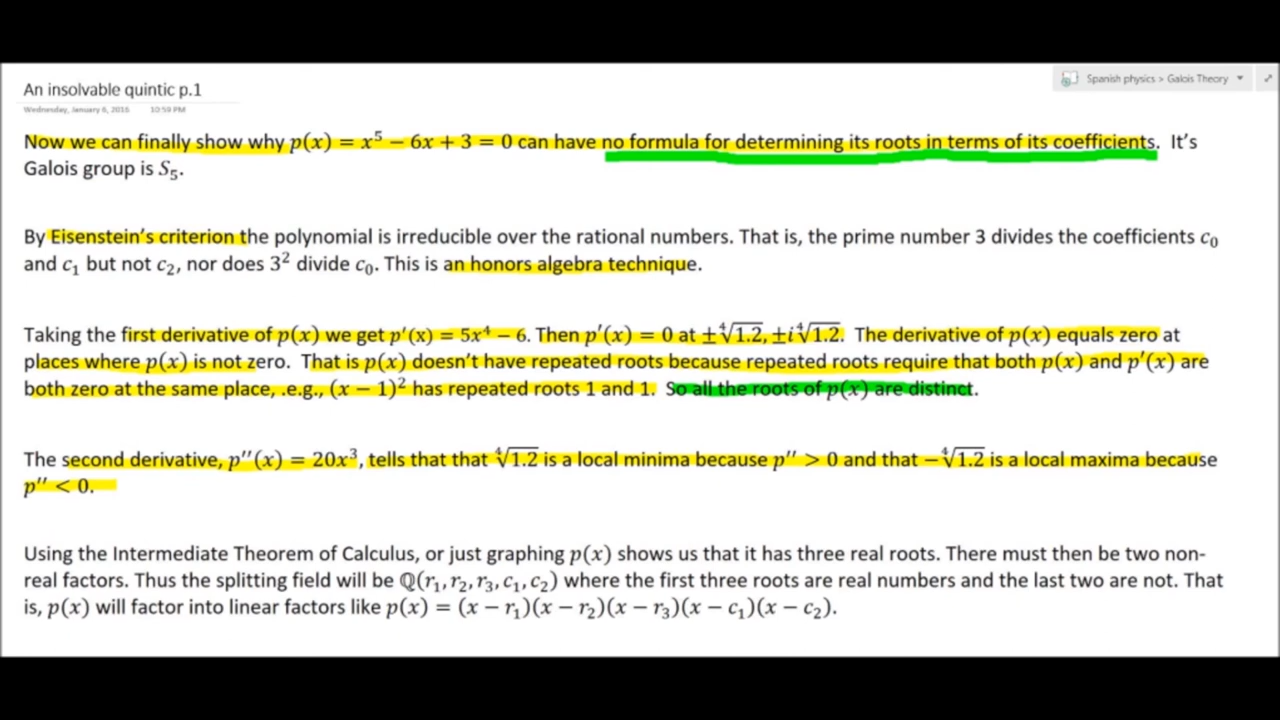 An insolvable quintic p.1
Spanish physics > Galois Theory
Wednesday, January 6, 2016 10:59 PM
Now we can finally show why p(x) = x⁵ − 6x + 3 = 0 can have no formula for determining its roots in terms of its coefficients. It's
Galois group is S₅.
By Eisenstein's criterion the polynomial is irreducible over the rational numbers. That is, the prime number 3 divides the coefficients c₀
and c₁ but not c₂, nor does 3² divide c₀. This is an honors algebra technique.
Taking the first derivative of p(x) we get p′(x) = 5x⁴ − 6. Then p′(x) = 0 at ±∜1.2, ±i∜1.2. The derivative of p(x) equals zero at
places where p(x) is not zero. That is p(x) doesn't have repeated roots because repeated roots require that both p(x) and p′(x) are
both zero at the same place, .e.g., (x − 1)² has repeated roots 1 and 1. So all the roots of p(x) are distinct.
The second derivative, p′′(x) = 20x³, tells that that ∜1.2 is a local minima because p′′ > 0 and that −∜1.2 is a local maxima because
p′′ < 0.
Using the Intermediate Theorem of Calculus, or just graphing p(x) shows us that it has three real roots. There must then be two non-
real factors. Thus the splitting field will be ℚ(r₁, r₂, r₃, c₁, c₂) where the first three roots are real numbers and the last two are not. That
is, p(x) will factor into linear factors like p(x) = (x − r₁)(x − r₂)(x − r₃)(x − c₁)(x − c₂).